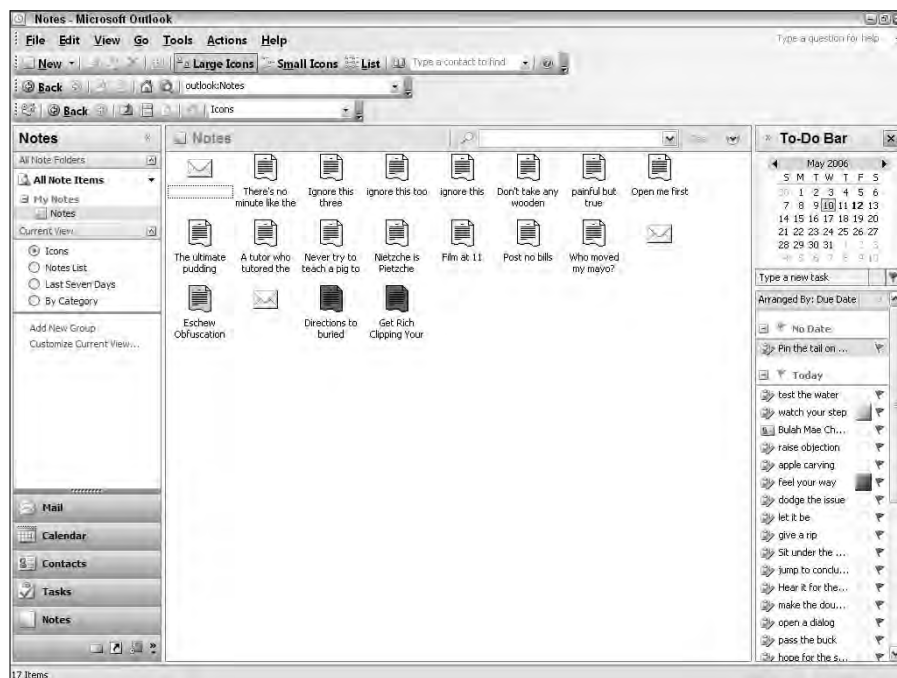 Notes - Microsoft Outlook
File Edit View Go Tools Actions Help
Type a question for help
New Large Icons Small Icons List Type a contact to find
Back outlook:Notes
Back Icons
Notes
All Note Folders
All Note Items
My Notes
Notes
Current View
Icons
Notes List
Last Seven Days
By Category
Add New Group
Customize Current View...
Mail
Calendar
Contacts
Tasks
Notes
Notes
There's no minute like the
Ignore this three
ignore this too
ignore this
Don't take any wooden
painful but true
Open me first
The ultimate pudding
A tutor who tutored the
Never try to teach a pig to
Nietzche is Pietzche
Film at 11
Post no bills
Who moved my mayo?
Eschew Obfuscation
Directions to buried
Get Rich Clipping Your
To-Do Bar
May 2006
S M T W T F S
30 1 2 3 4 5 6
7 8 9 10 11 12 13
14 15 16 17 18 19 20
21 22 23 24 25 26 27
28 29 30 31 1 2 3
4 5 6 7 8 9 10
Type a new task
Arranged By: Due Date
No Date
Pin the tail on ...
Today
test the water
watch your step
Bulah Mae Ch...
raise objection
apple carving
feel your way
dodge the issue
let it be
give a rip
Sit under the ...
jump to conclu...
Hear it for the...
make the dou...
open a dialog
pass the buck
hope for the s...
17 Items